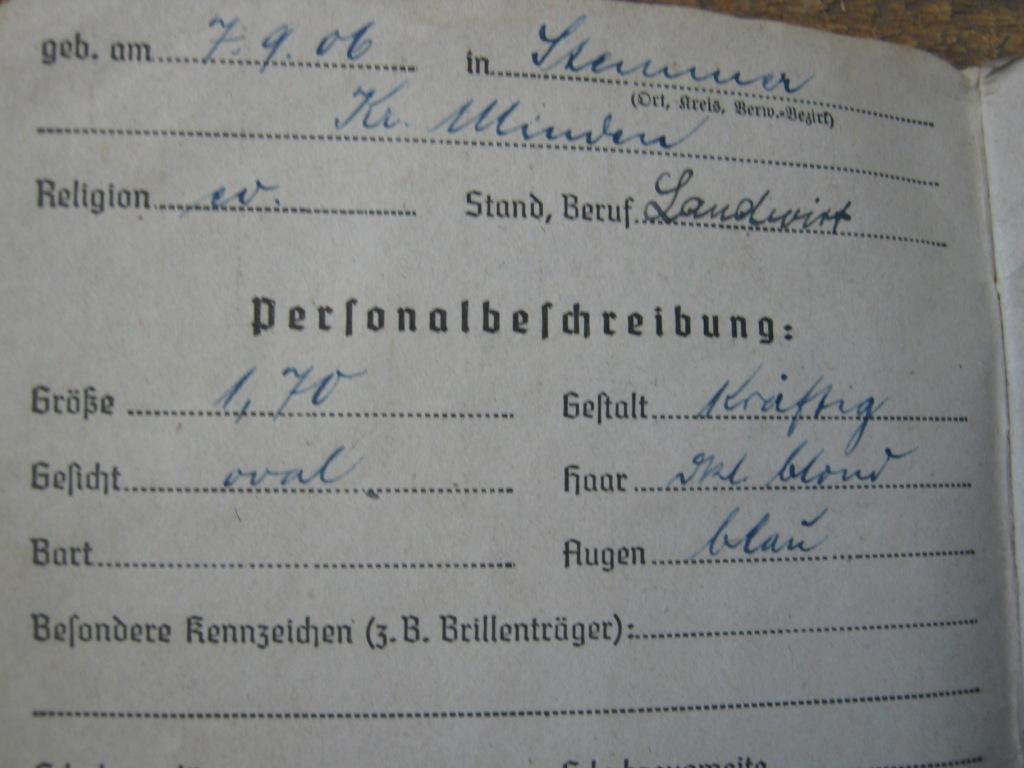 geb. am 7.9.06 in Stemmer
(Ort, Kreis, Verw.-Bezirk)
Kr. Minden
Religion ev. Stand, Beruf Landwirt
Personalbeschreibung:
Größe 1,70 Gestalt kräftig
Gesicht oval Haar dkl. blond
Bart Augen blau
Besondere Kennzeichen (z. B. Brillenträger):